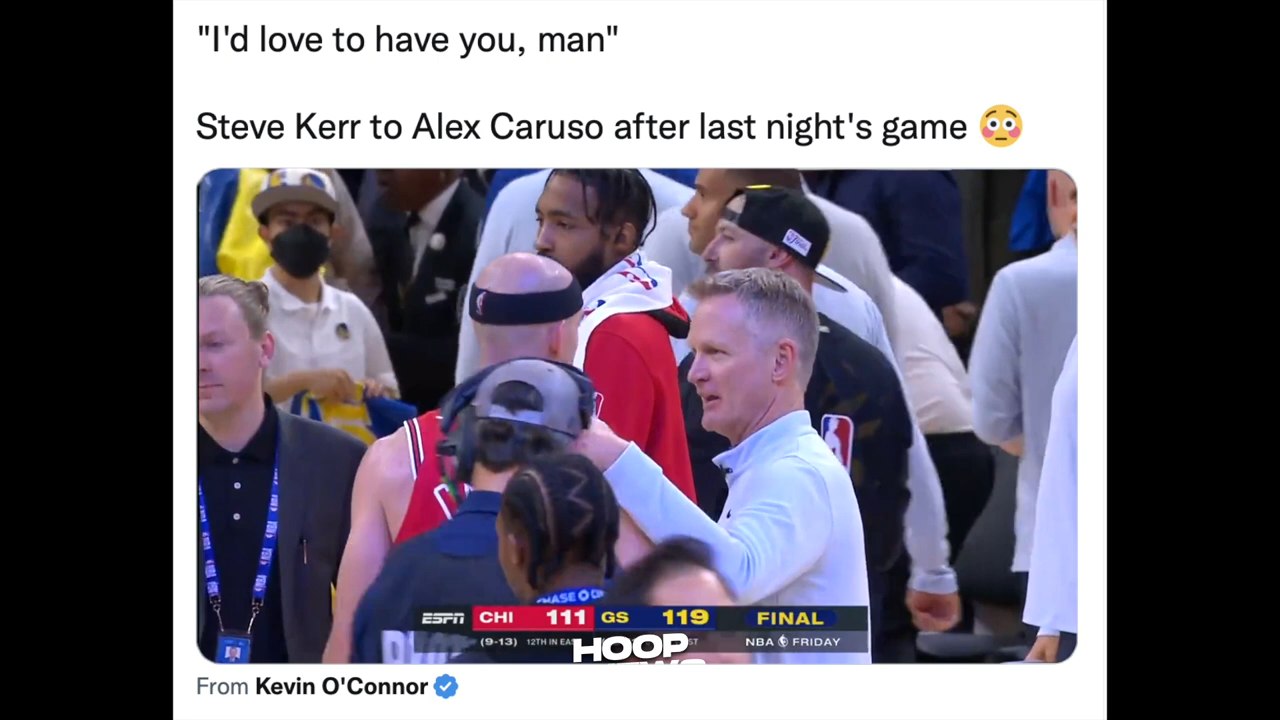 "I'd love to have you, man"
Steve Kerr to Alex Caruso after last night's game 😳
ESPN CHI 111 GS 119 FINAL
(9-13) 12TH IN NBA FRIDAY
HOOP
From Kevin O'Connor